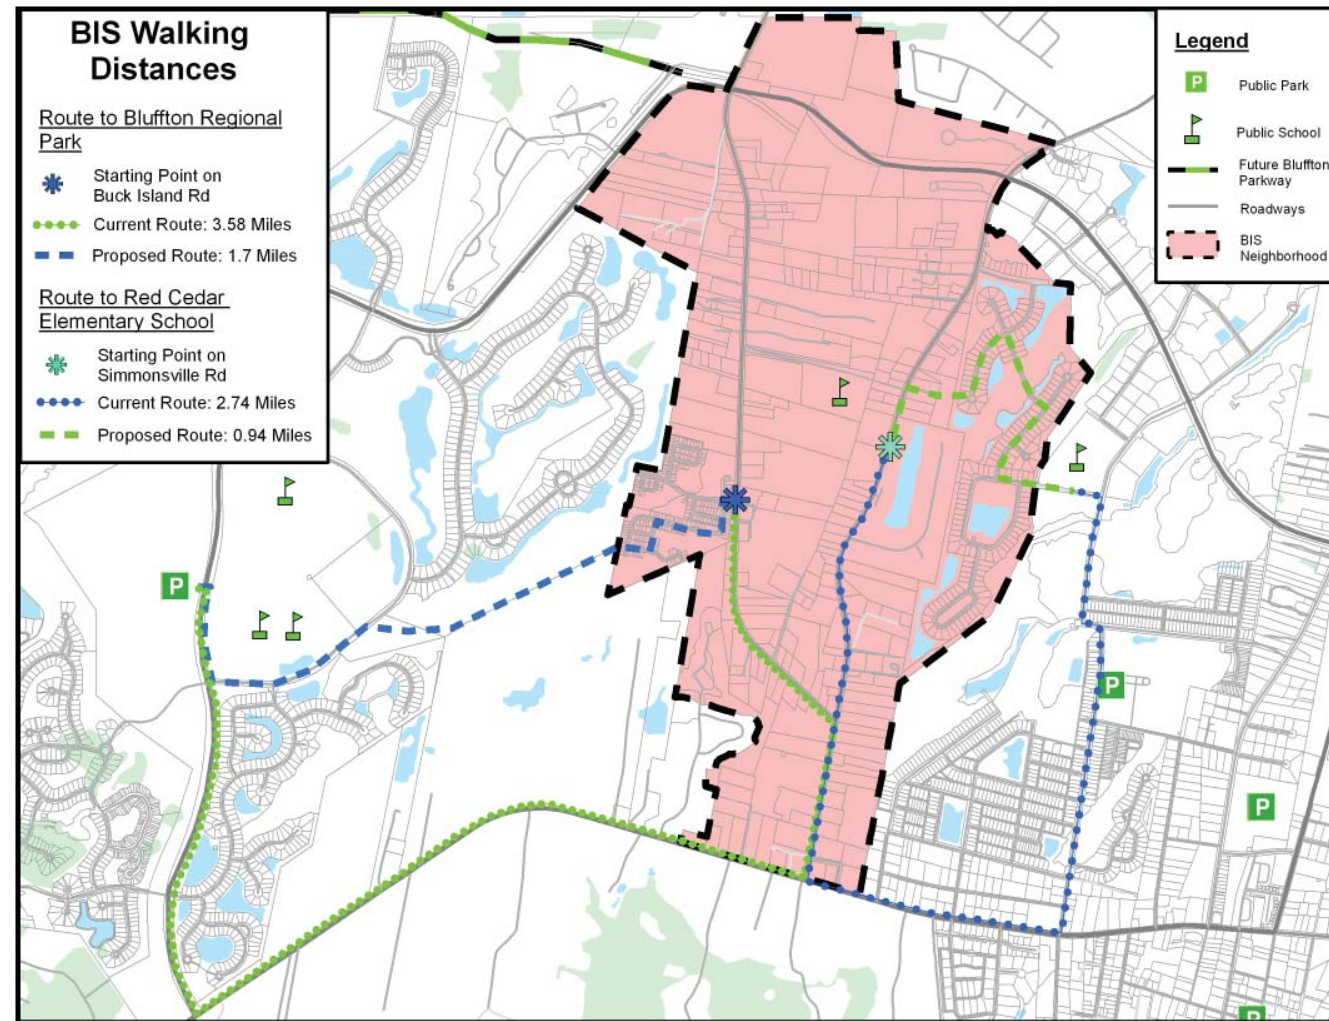 BIS Walking
Distances
Route to Bluffton Regional
Park
Starting Point on
Buck Island Rd
Current Route: 3.58 Miles
Proposed Route: 1.7 Miles
Route to Red Cedar
Elementary School
Starting Point on
Simmonsville Rd
Current Route: 2.74 Miles
Proposed Route: 0.94 Miles
Legend
P
Public Park
Public School
Future Bluffton
Parkway
Roadways
BIS
Neighborhood
P
P
P
P